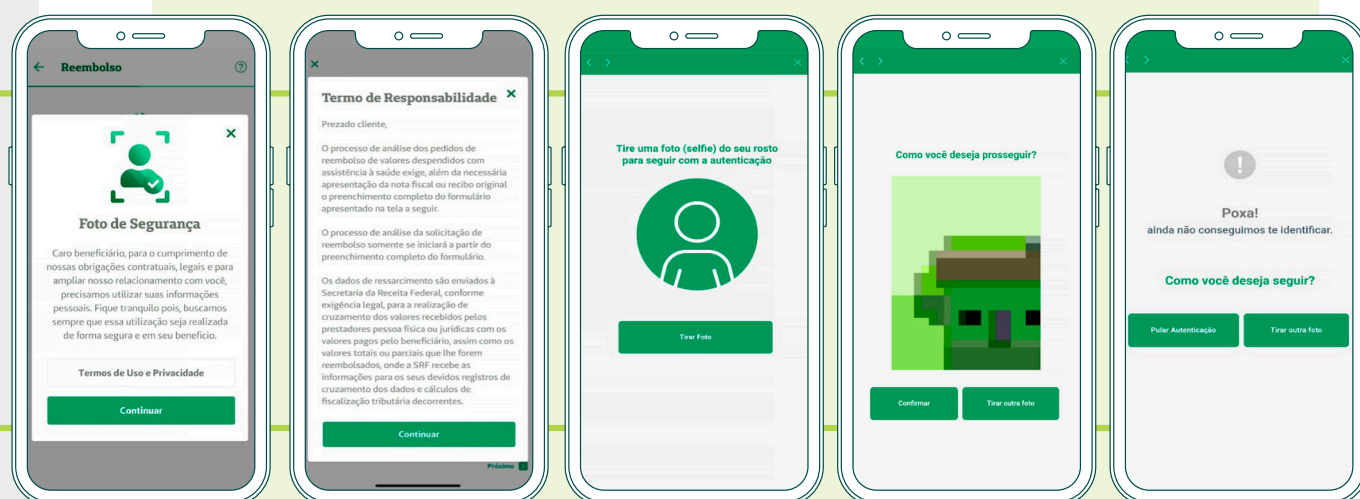 Reembolso
Foto de Segurança
Caro beneficiário, para o cumprimento de
nossas obrigações contratuais, legais e para
ampliar nosso relacionamento com você,
precisamos utilizar suas informações
pessoais. Fique tranquilo pois, buscamos
sempre que essa utilização seja realizada
de forma segura e em seu benefício.
Termos de Uso e Privacidade
Continuar
Termo de Responsabilidade
Prezado cliente,
O processo de análise dos pedidos de
reembolso de valores despendidos com
assistência à saúde exige, além da necessária
apresentação da nota fiscal ou recibo original
o preenchimento completo do formulário
apresentado na tela a seguir.
O processo de análise da solicitação de
reembolso somente se iniciará a partir do
preenchimento completo do formulário.
Os dados de ressarcimento são enviados à
Secretaria da Receita Federal, conforme
exigência legal, para a realização de
cruzamento dos valores recebidos pelos
prestadores pessoa física ou jurídicas com os
valores pagos pelo beneficiário, assim como os
valores totais ou parciais que lhe forem
reembolsados, onde a SRF recebe as
informações para os seus devidos registros de
cruzamento dos dados e cálculos de
fiscalização tributária decorrentes.
Continuar
Próximo
Tire uma foto (selfie) do seu rosto
para seguir com a autenticação
Tirar Foto
Como você deseja prosseguir?
Confirmar
Tirar outra foto
Poxa!
ainda não conseguimos te identificar.
Como você deseja seguir?
Pular Autenticação
Tirar outra foto